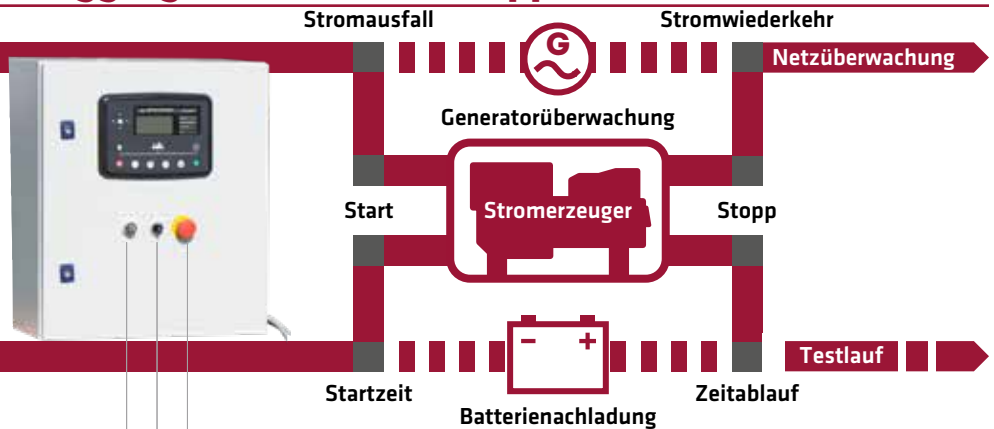 Stromausfall
Stromwiederkehr
G
Netzüberwachung
Generatorüberwachung
Start
Stromerzeuger
Stopp
Testlauf
Startzeit
Zeitablauf
Batterienachladung